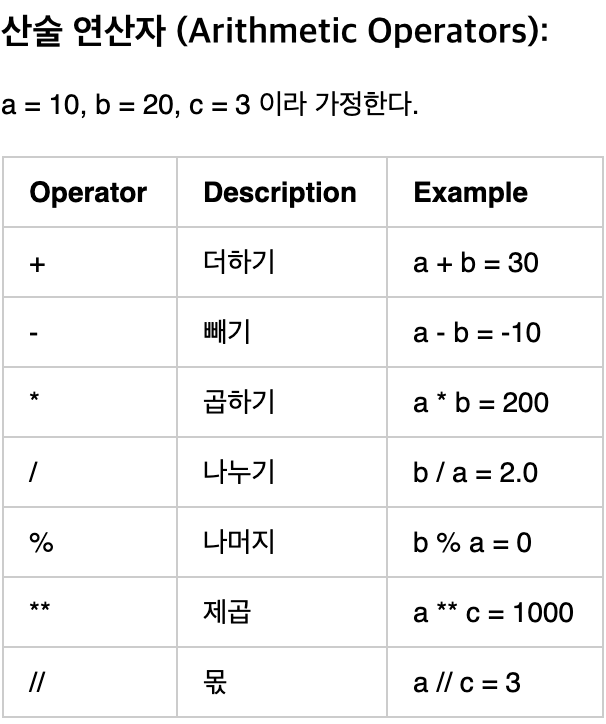 산술 연산자 (Arithmetic Operators):
a = 10, b = 20, c = 3 이라 가정한다.
Operator Description Example
+ 더하기 a + b = 30
- 빼기 a - b = -10
* 곱하기 a * b = 200
/ 나누기 b / a = 2.0
% 나머지 b % a = 0
** 제곱 a ** c = 1000
// 몫 a // c = 3